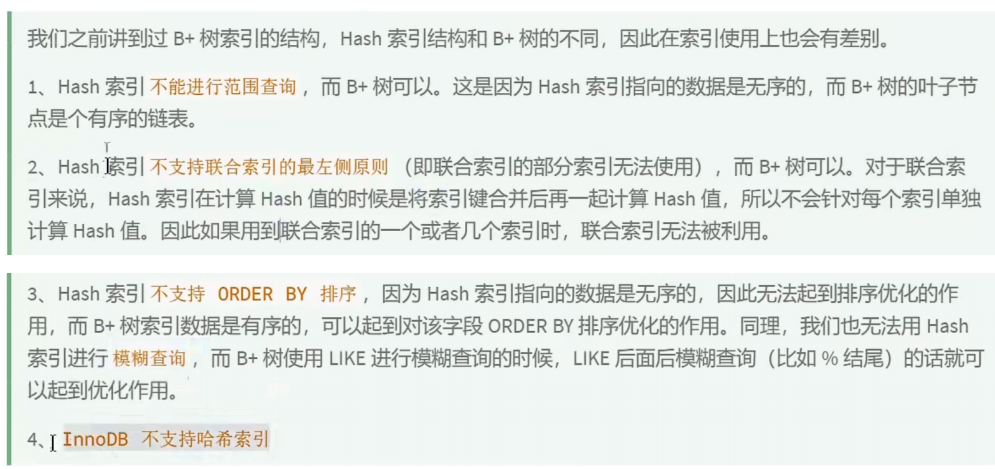 我们之前讲到过 B+ 树索引的结构，Hash 索引结构和 B+ 树的不同，因此在索引使用上也会有差别。
1、Hash 索引 不能进行范围查询，而 B+ 树可以。这是因为 Hash 索引指向的数据是无序的，而 B+ 树的叶子节
点是个有序的链表。
2、Hash 索引 不支持联合索引的最左侧原则 （即联合索引的部分索引无法使用），而 B+ 树可以。对于联合索
引来说，Hash 索引在计算 Hash 值的时候是将索引键合并后再一起计算 Hash 值，所以不会针对每个索引单独
计算 Hash 值。因此如果用到联合索引的一个或者几个索引时，联合索引无法被利用。
3、Hash 索引 不支持 ORDER BY 排序，因为 Hash 索引指向的数据是无序的，因此无法起到排序优化的作
用，而 B+ 树索引数据是有序的，可以起到对该字段 ORDER BY 排序优化的作用。同理，我们也无法用 Hash
索引进行 模糊查询，而 B+ 树使用 LIKE 进行模糊查询的时候，LIKE 后面后模糊查询（比如 % 结尾）的话就可
以起到优化作用。
4、 InnoDB 不支持哈希索引